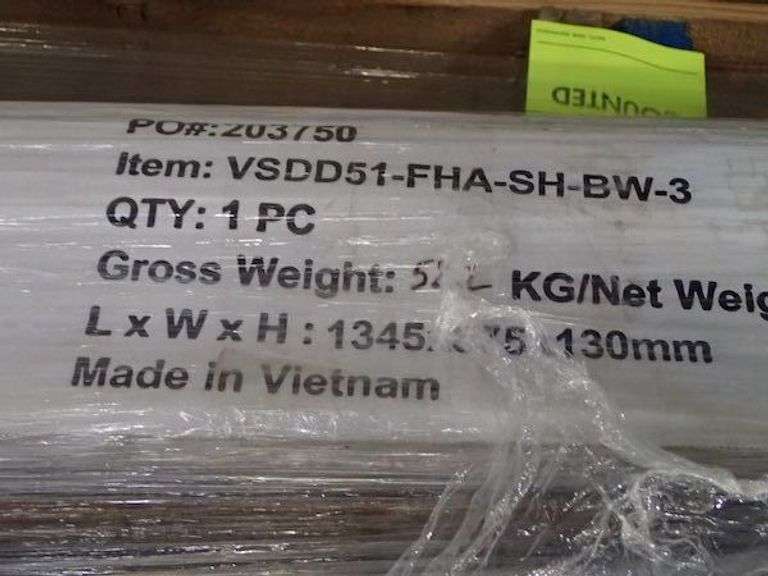 COUNTED
PO#:203750
Item: VSDD51-FHA-SH-BW-3
QTY: 1 PC
Gross Weight: KG/Net Weig
L x W x H : 1345 130mm
Made in Vietnam